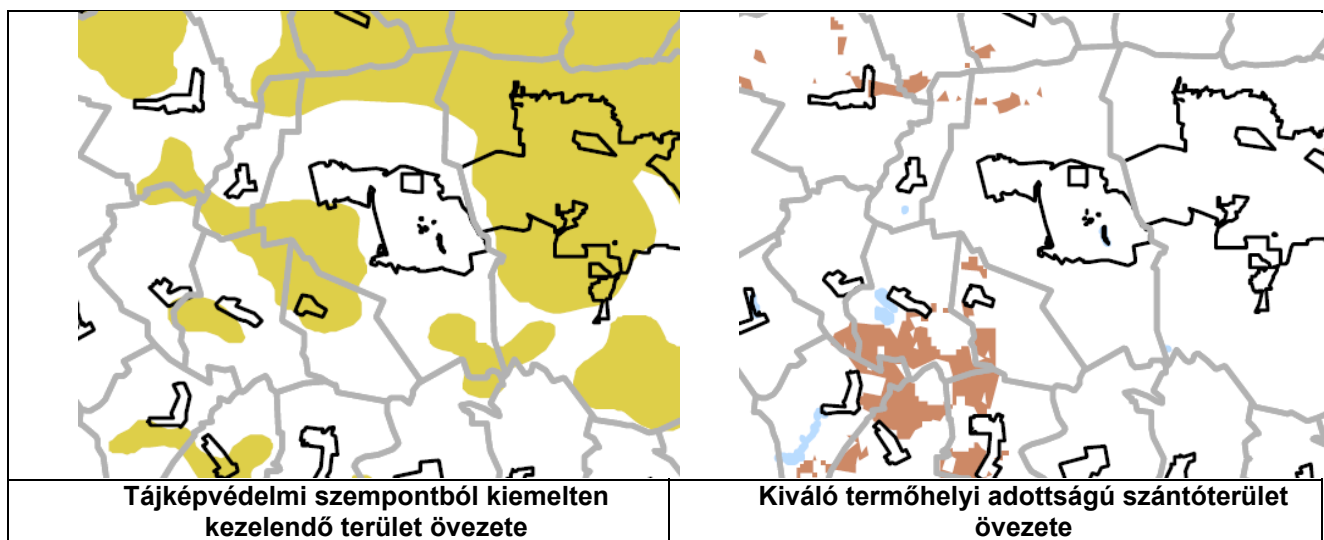 Tájképvédelmi szempontból kiemelten
kezelendő terület övezete
Kiváló termőhelyi adottságú szántóterület
övezete